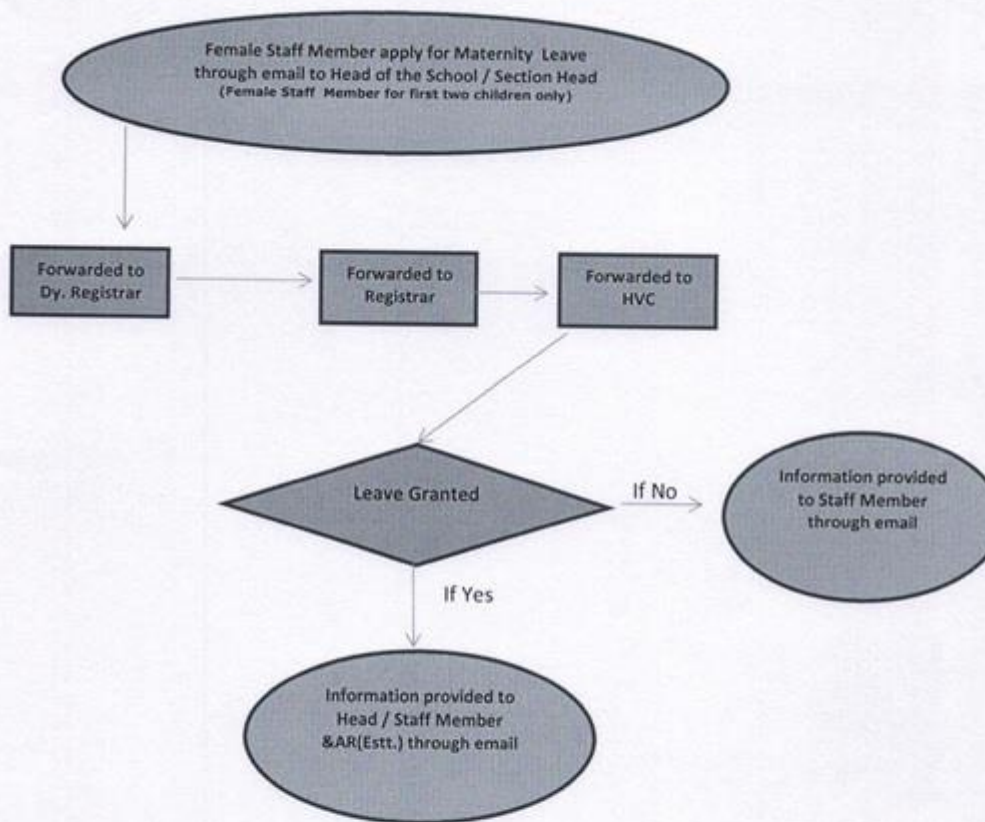 Female Staff Member apply for Maternity Leave
through email to Head of the School / Section Head
(Female Staff Member for first two children only)
Forwarded to
Dy. Registrar
Forwarded to
Registrar
Forwarded to
HVC
Leave Granted
If No
Information provided
to Staff Member
through email
If Yes
Information provided to
Head / Staff Member
&AR(Estt.) through email